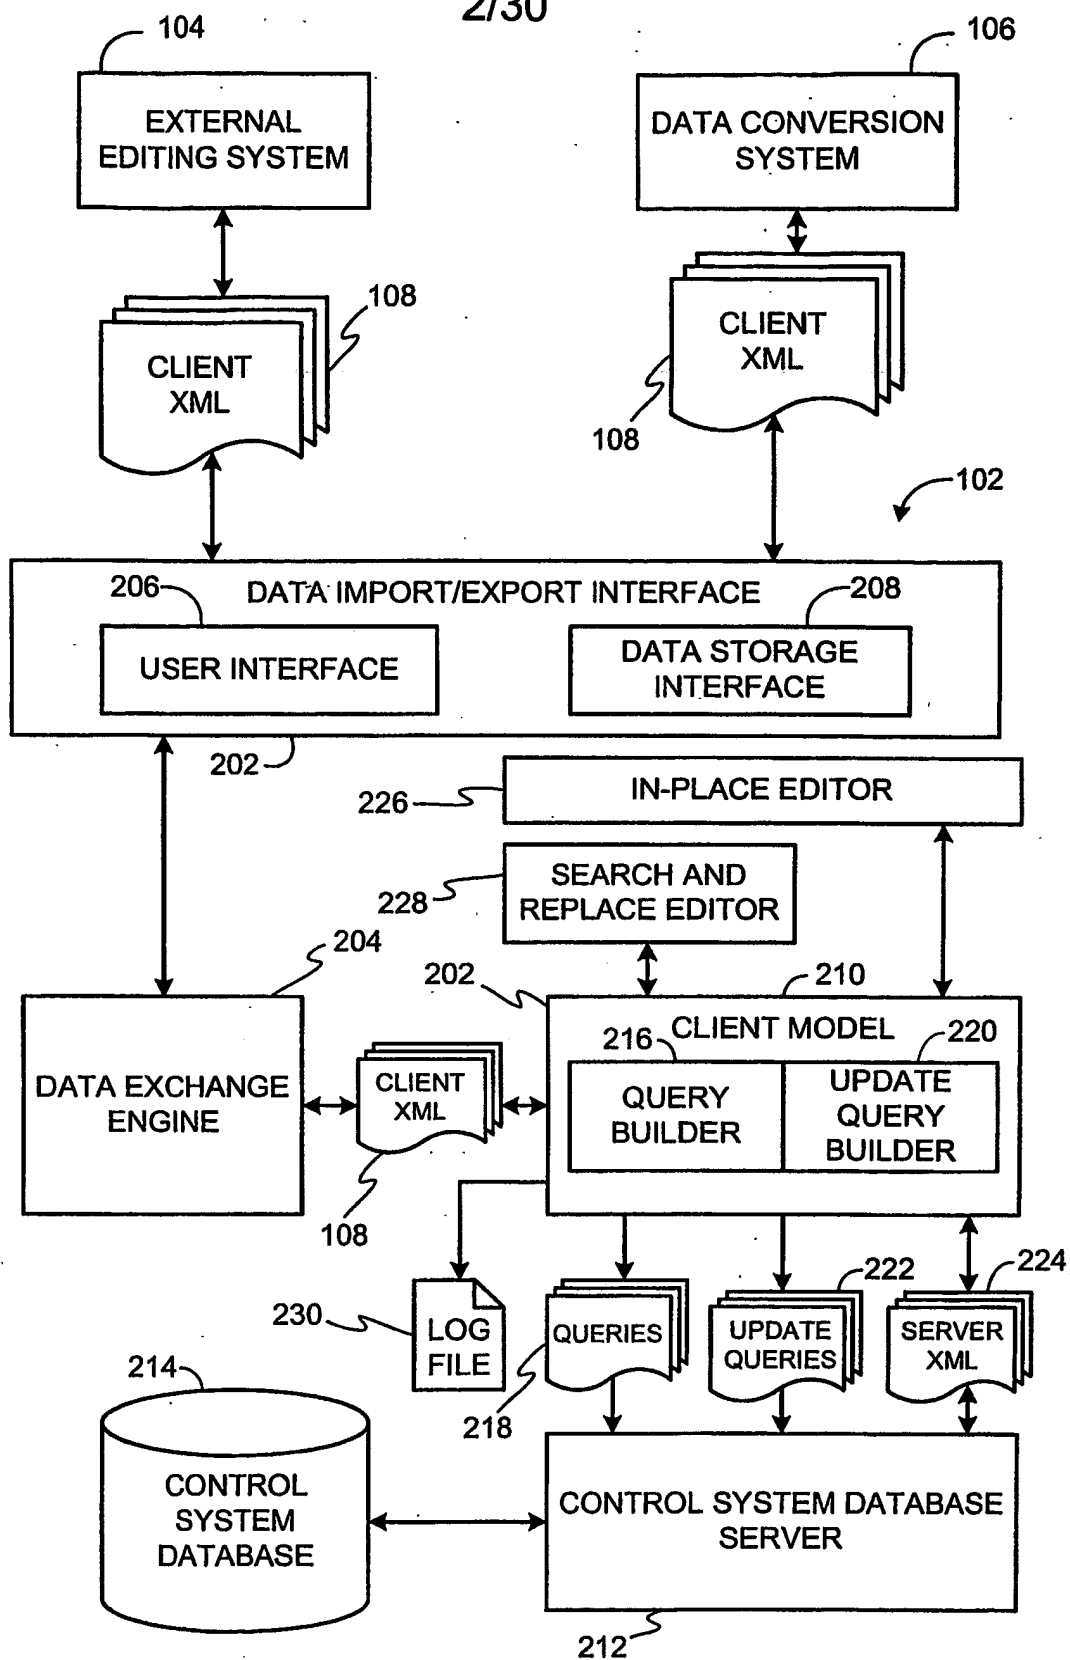 2/30
104
106
EXTERNAL
EDITING SYSTEM
DATA CONVERSION
SYSTEM
108
CLIENT
XML
CLIENT
XML
108
102
206
DATA IMPORT/EXPORT INTERFACE
208
USER INTERFACE
DATA STORAGE
INTERFACE
202
226
IN-PLACE EDITOR
228
SEARCH AND
REPLACE EDITOR
204
202
210
CLIENT MODEL
216
220
DATA EXCHANGE
ENGINE
CLIENT
XML
QUERY
BUILDER
UPDATE
QUERY
BUILDER
108
230
LOG
FILE
QUERIES
218
222
UPDATE
QUERIES
224
SERVER
XML
214
CONTROL
SYSTEM
DATABASE
CONTROL SYSTEM DATABASE
SERVER
212